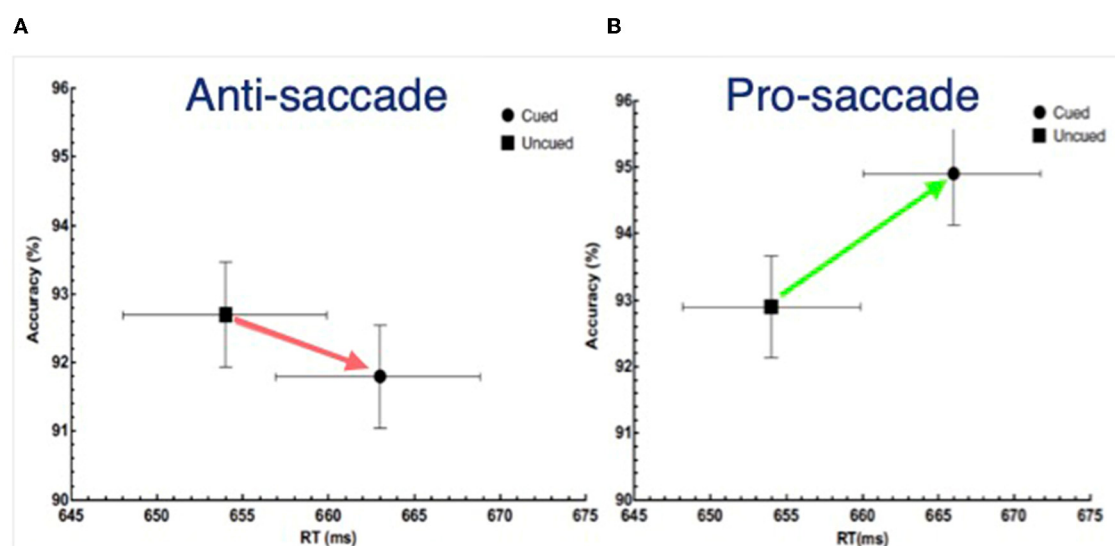 A
Anti-saccade
Cued
Uncued
Accuracy (%)
96
95
94
93
92
91
90
645 650 655 660 665 670 675
RT (ms)
B
Pro-saccade
Cued
Uncued
Accuracy (%)
96
95
94
93
92
91
90
645 650 655 660 665 670 675
RT(ms)